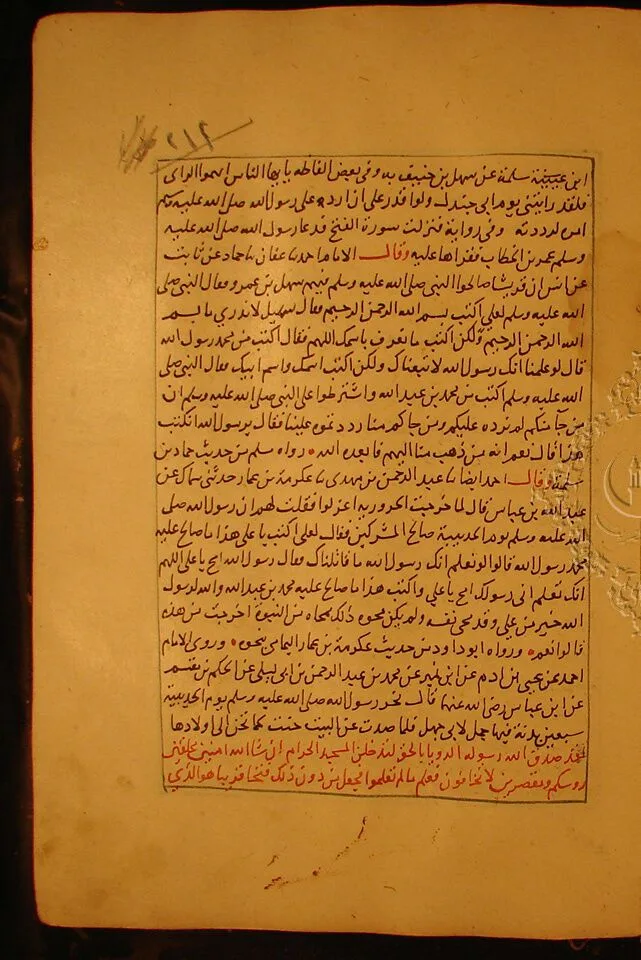 ٢١٢
ابن عيينة سلمة عن سهل بن حنيف به وفي بعض الفاظه يا ايها الناس اتهموا الراى
فلقد رايتني يوم ابي جندل ولو اقدر على ان ارد على رسول الله صلى الله عليه وسلم
امره لرددته وفي رواية فنزلت سورة الفتح فدعا رسول الله صلى الله عليه
وسلم عمر بن الخطاب فقراها عليه وقال الامام احمد ثنا عفان ثنا حماد عن ثابت
عن انس ان قريشا صالحوا النبي صلى الله عليه وسلم فيهم سهيل بن عمرو فقال النبي صلى
الله عليه وسلم لعلي اكتب بسم الله الرحمن الرحيم فقال سهيل لا ندري ما بسم
الله الرحمن الرحيم ولكن اكتب ما نعرف باسمك اللهم فقال اكتب من محمد رسول الله
قال لو علمنا انك رسول الله لاتبعناك ولكن اكتب اسمك واسم ابيك فقال النبي صلى
الله عليه وسلم اكتب من محمد بن عبد الله واشترطوا على النبي صلى الله عليه وسلم ان
من جا منكم لم نرده عليكم ومن جاكم منا رددتموه علينا فقال يرسول الله اتكتب
هذا قال نعم انه من ذهب منا اليهم فابعده الله رواه مسلم من حديث حماد بن
سلمة وقال احمد ايضا ثنا عبد الرحمن بن مهدي ثنا عكرمة بن عمار حدثني سماك عن
عبد الله بن عباس قال لما خرجت الحرورية اعتزلوا فقلت لهم ان رسول الله صلى
الله عليه وسلم يوم الحديبية صالح المشركين فقال لعلي اكتب يا علي هذا ما صالح عليه
محمد رسول الله قالوا لو نعلم انك رسول الله ما قاتلناك فقال رسول الله امح يا علي اللهم
انك تعلم اني رسولك امح يا علي واكتب هذا ما صالح عليه محمد بن عبد الله والله لرسول
الله خير من علي وقد محى نفسه ولم يكن محوه ذلك محاه من النبوة اخرجت من هذه
قالوا نعم ورواه ابو داود من حديث عكرمة بن عمار اليمامي بنحوه وروى الامام
احمد عن يحيى ابن ادم عن ابن زهير عن محمد بن عبد الرحمن بن ابي ليلى عن الحكم بن مقسم
عن ابن عباس رضي الله عنهما قال نحر رسول الله صلى الله عليه وسلم يوم الحديبية
سبعين بدنة فيها جمل لابي جهل فلما صدت عن البيت حنت كما تحن الى اولادها
لقد صدق الله رسوله الرويا بالحق لتدخلن المسجد الحرام ان شا الله امنين محلقين
روسكم ومقصرين لا تخافون فعلم ما لم تعلموا فجعل من دون ذلك فتحا قريبا هو الذي